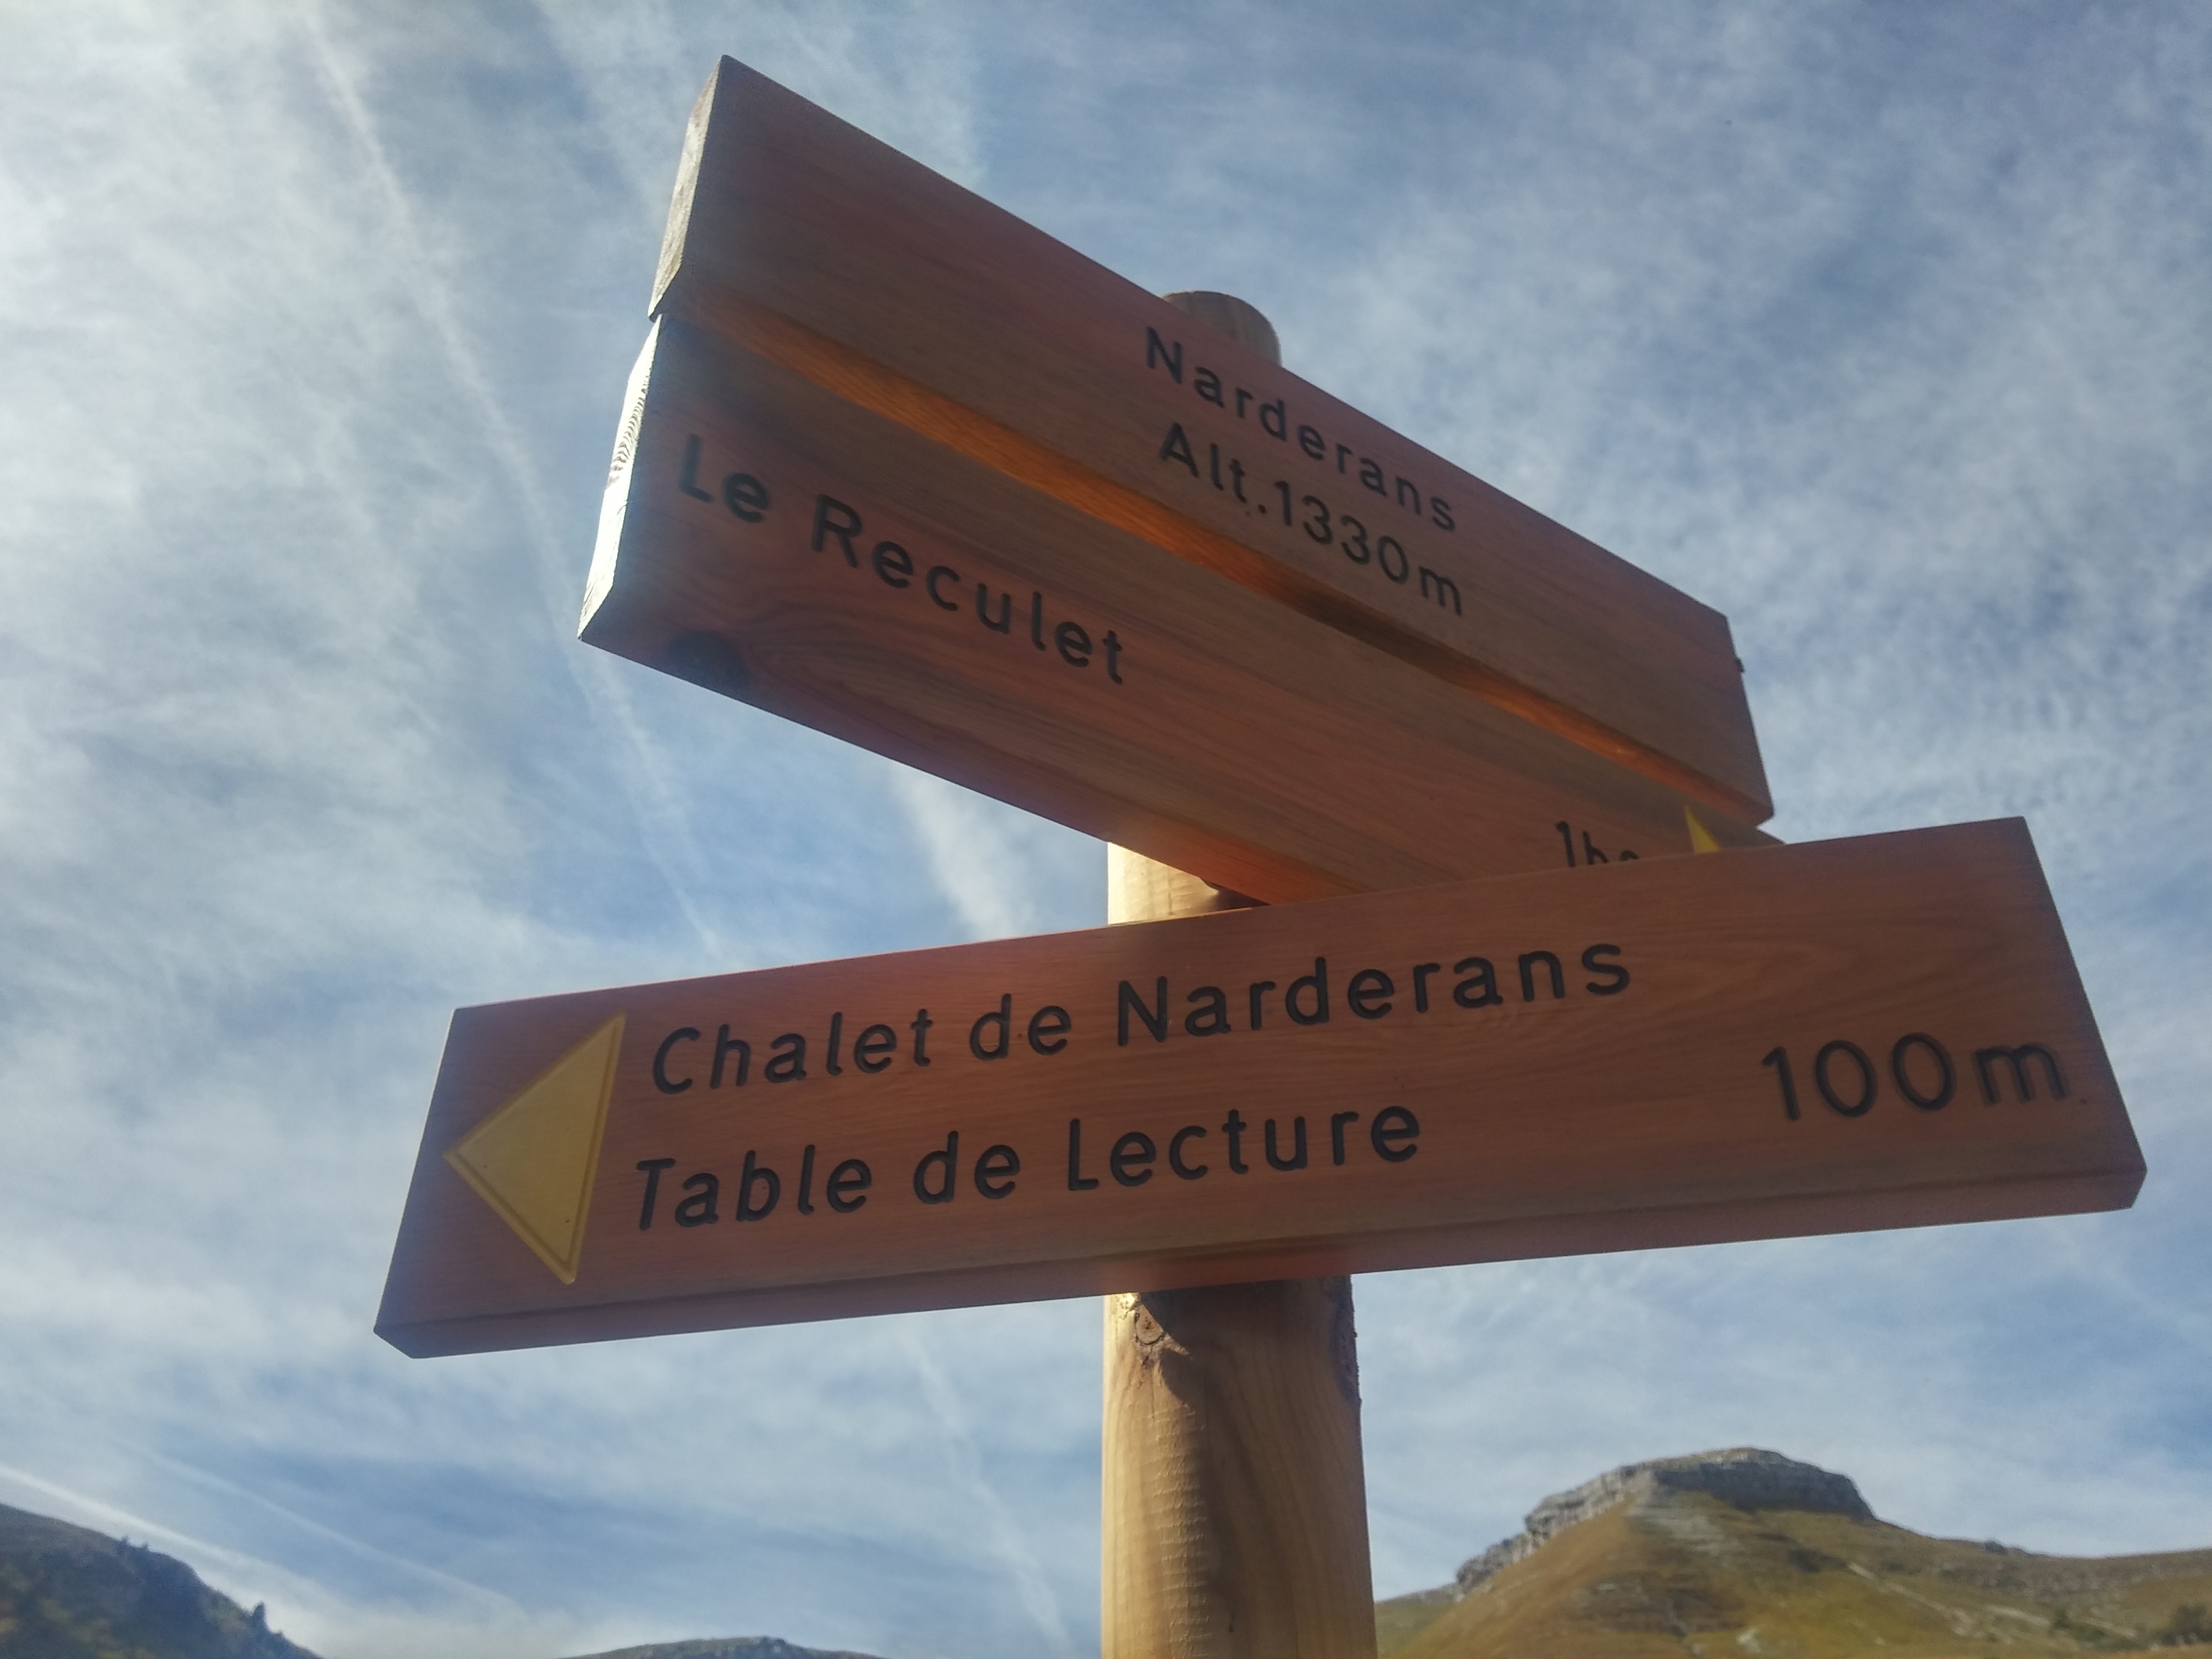 Narderans
Alt.1330m
Le Reculet
Chalet de Narderans
100m
Table de Lecture